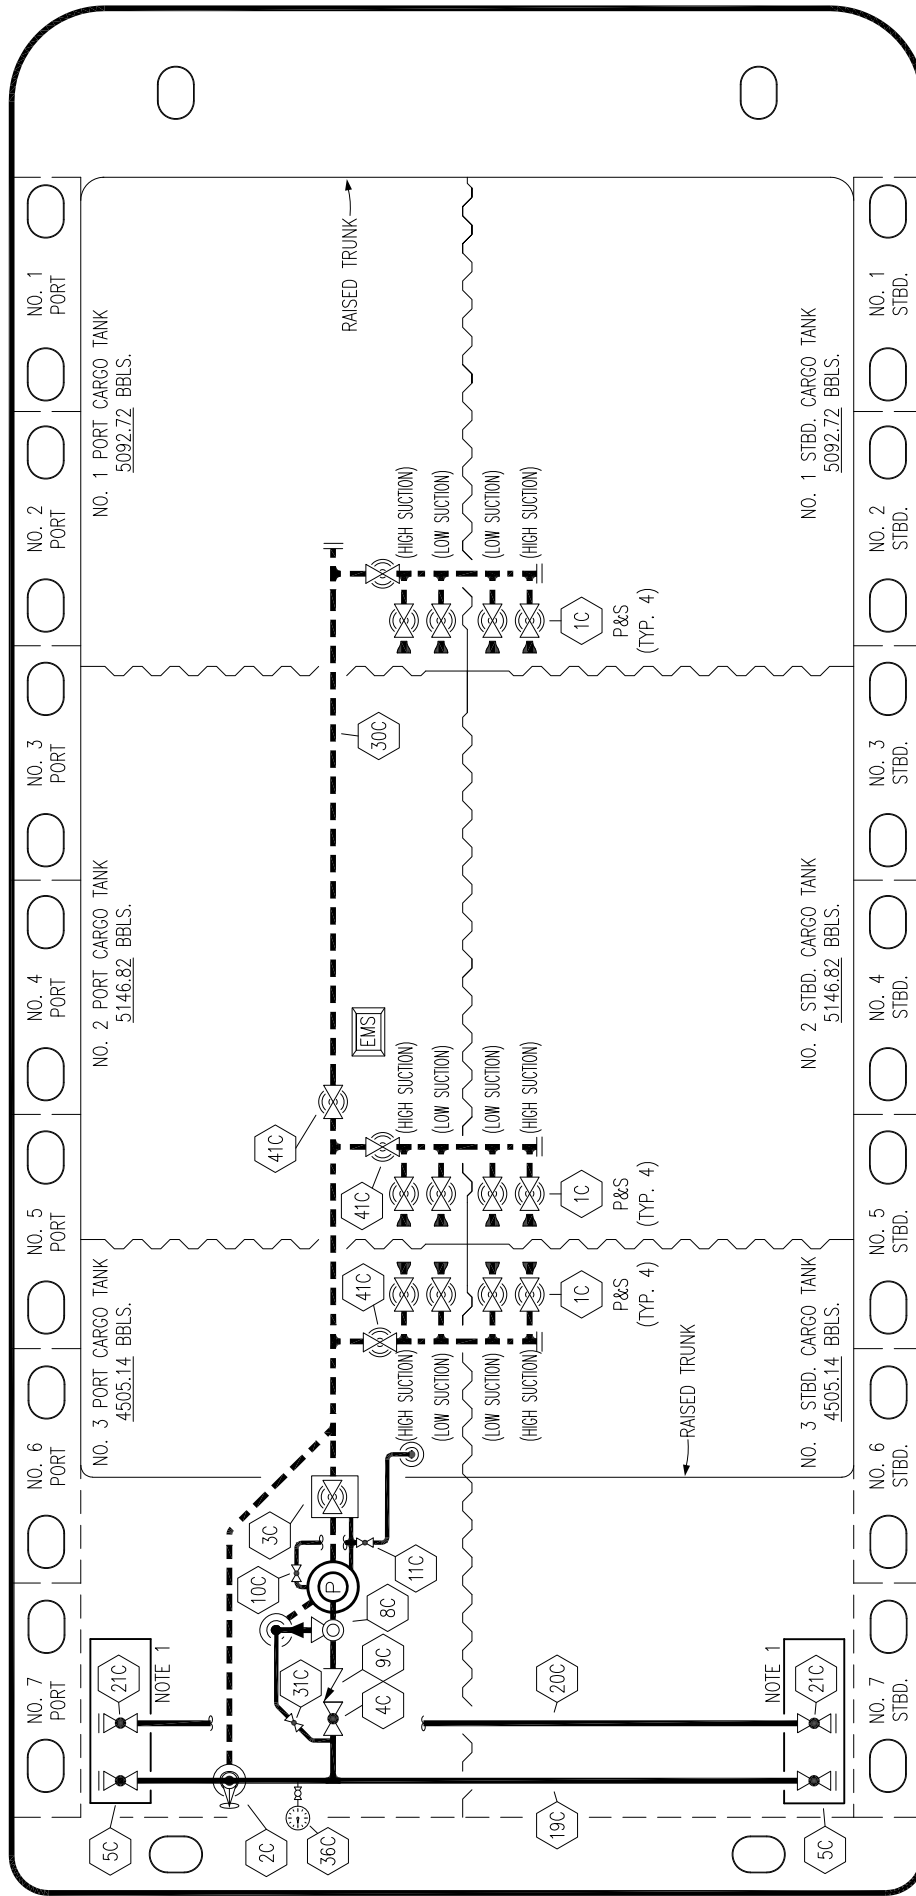 NO. 7
PORT
NO. 6
PORT
NO. 5
PORT
NO. 4
PORT
NO. 3
PORT
NO. 2
PORT
NO. 1
PORT
NO. 3 PORT CARGO TANK
4505.14 BBLS.
NO. 2 PORT CARGO TANK
5146.82 BBLS.
NO. 1 PORT CARGO TANK
5092.72 BBLS.
5C
21C
NOTE 1
2C
36C
31C
4C
9C
8C
10C
3C
11C
41C
41C
41C
EMS
30C
RAISED TRUNK
(HIGH SUCTION)
(LOW SUCTION)
(LOW SUCTION)
(HIGH SUCTION)
1C
P&S
(TYP. 4)
(HIGH SUCTION)
(LOW SUCTION)
(LOW SUCTION)
(HIGH SUCTION)
1C
P&S
(TYP. 4)
(HIGH SUCTION)
(LOW SUCTION)
(LOW SUCTION)
(HIGH SUCTION)
1C
P&S
(TYP. 4)
P
19C
20C
RAISED TRUNK
NOTE 1
5C
21C
NO. 3 STBD. CARGO TANK
4505.14 BBLS.
NO. 2 STBD. CARGO TANK
5146.82 BBLS.
NO. 1 STBD. CARGO TANK
5092.72 BBLS.
NO. 7
STBD.
NO. 6
STBD.
NO. 5
STBD.
NO. 4
STBD.
NO. 3
STBD.
NO. 2
STBD.
NO. 1
STBD.